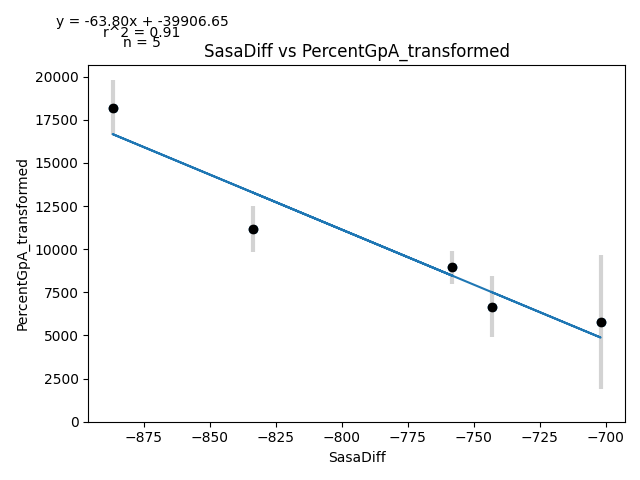 y = -63.80x + -39906.65
r^2 = 0.91
n = 5
SasaDiff vs PercentGpA_transformed
20000
17500
15000
12500
10000
7500
5000
2500
0
PercentGpA_transformed
−875 −850 −825 −800 −775 −750 −725 −700
SasaDiff